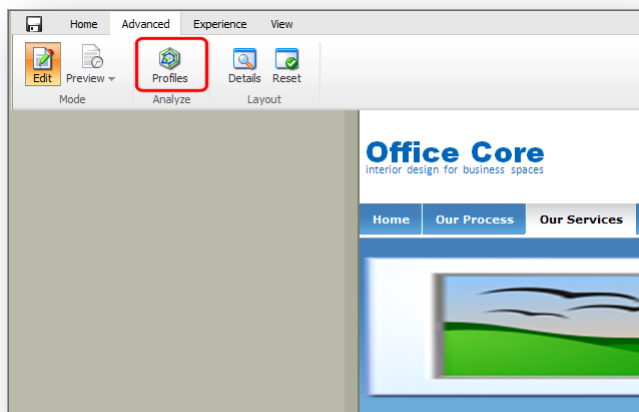 Home Advanced Experience View
Edit Preview Profiles Details Reset
Mode Analyze Layout
Office Core
interior design for business spaces
Home Our Process Our Services